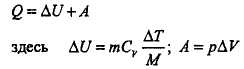 Q = ΔU + A
здесь ΔU = mC_V ΔT/M; A = pΔV